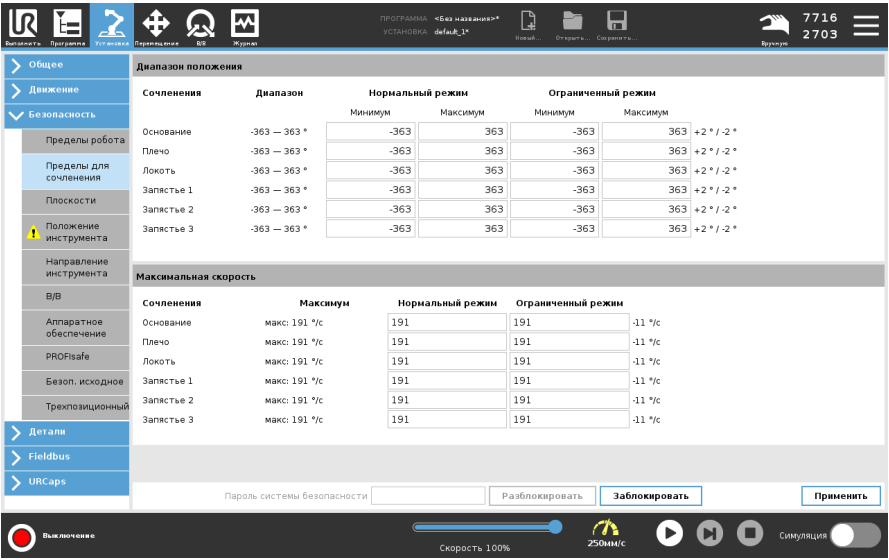 UR
ПРОГРАММА <Без названия>*
УСТАНОВКА default_1*
7716
2703
Выполнить Программа Установка Перемещение В/В Журнал
Новый... Открыть... Сохранить...
Вручную
Общее
Движение
Безопасность
Пределы робота
Пределы для
сочленения
Плоскости
Положение
инструмента
Направление
инструмента
В/В
Аппаратное
обеспечение
PROFIsafe
Безоп. исходное
Трехпозиционный
Детали
Fieldbus
URCaps
Диапазон положения
Сочленения Диапазон Нормальный режим Ограниченный режим
Минимум Максимум Минимум Максимум
Основание -363 — 363 ° -363 363 -363 363 +2 ° / -2 °
Плечо -363 — 363 ° -363 363 -363 363 +2 ° / -2 °
Локоть -363 — 363 ° -363 363 -363 363 +2 ° / -2 °
Запястье 1 -363 — 363 ° -363 363 -363 363 +2 ° / -2 °
Запястье 2 -363 — 363 ° -363 363 -363 363 +2 ° / -2 °
Запястье 3 -363 — 363 ° -363 363 -363 363 +2 ° / -2 °
Максимальная скорость
Сочленения Максимум Нормальный режим Ограниченный режим
Основание макс: 191 °/с 191 191 -11 °/с
Плечо макс: 191 °/с 191 191 -11 °/с
Локоть макс: 191 °/с 191 191 -11 °/с
Запястье 1 макс: 191 °/с 191 191 -11 °/с
Запястье 2 макс: 191 °/с 191 191 -11 °/с
Запястье 3 макс: 191 °/с 191 191 -11 °/с
Пароль системы безопасности Разблокировать Заблокировать Применить
Выключение
Скорость 100%
250мм/с
Симуляция